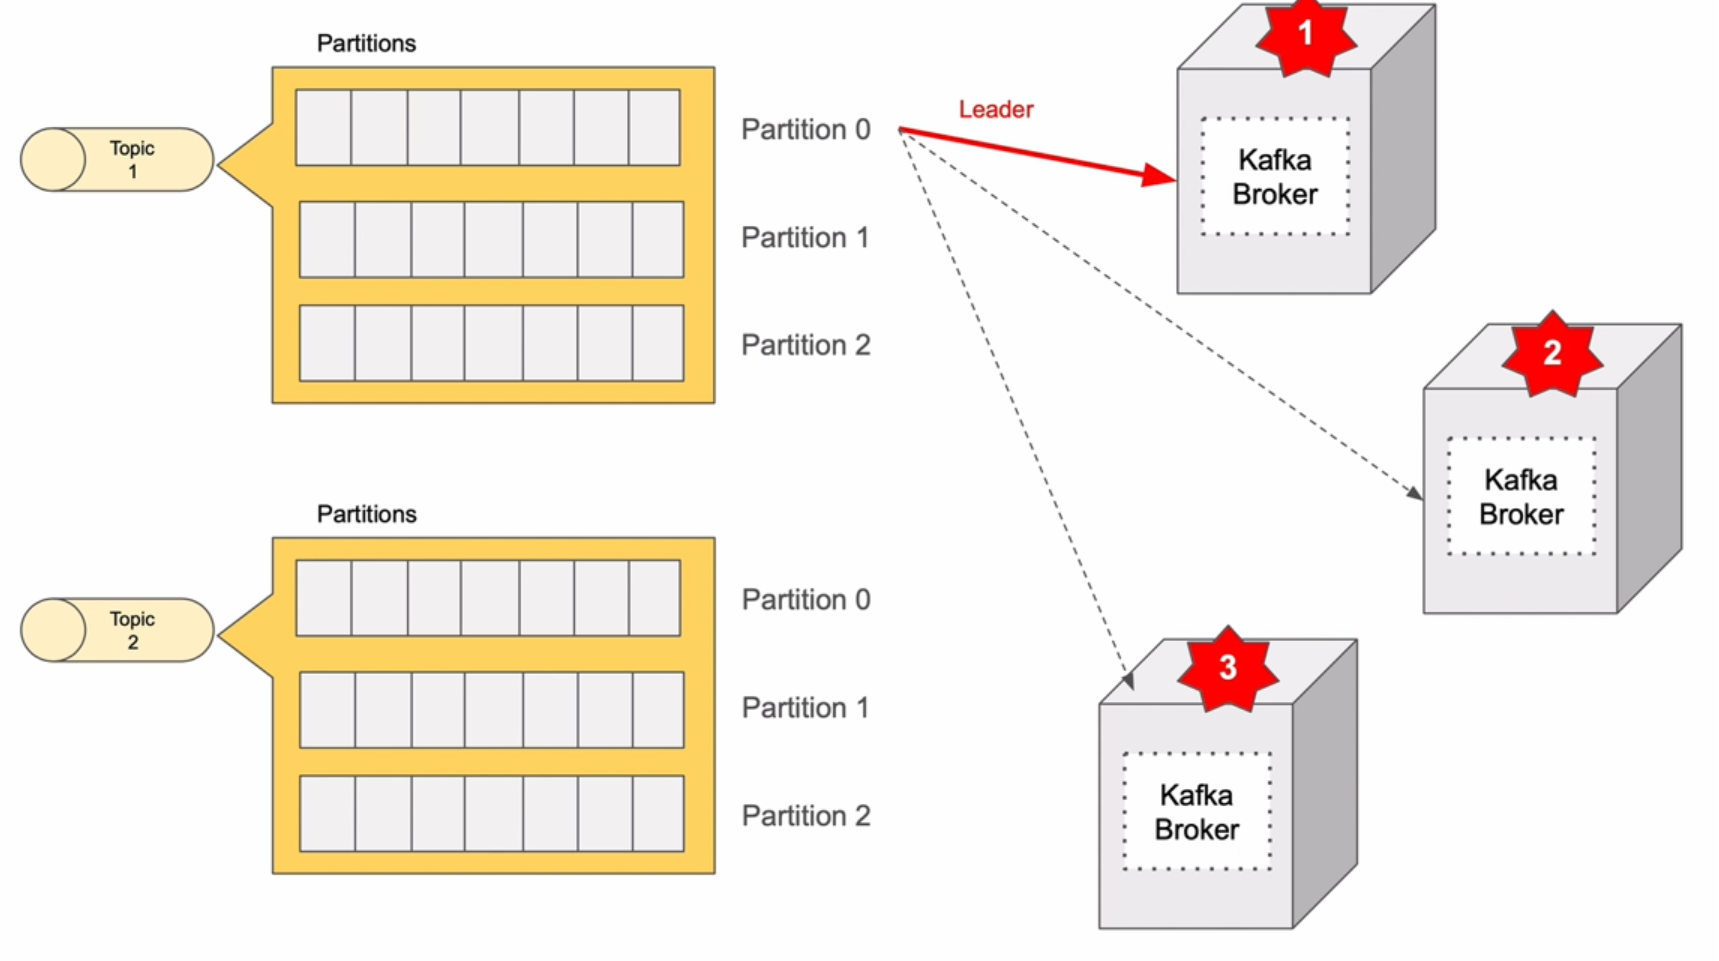 Partitions
Topic
1
Partition 0
Partition 1
Partition 2
Leader
1
Kafka
Broker
2
Kafka
Broker
Partitions
Topic
2
Partition 0
Partition 1
Partition 2
3
Kafka
Broker